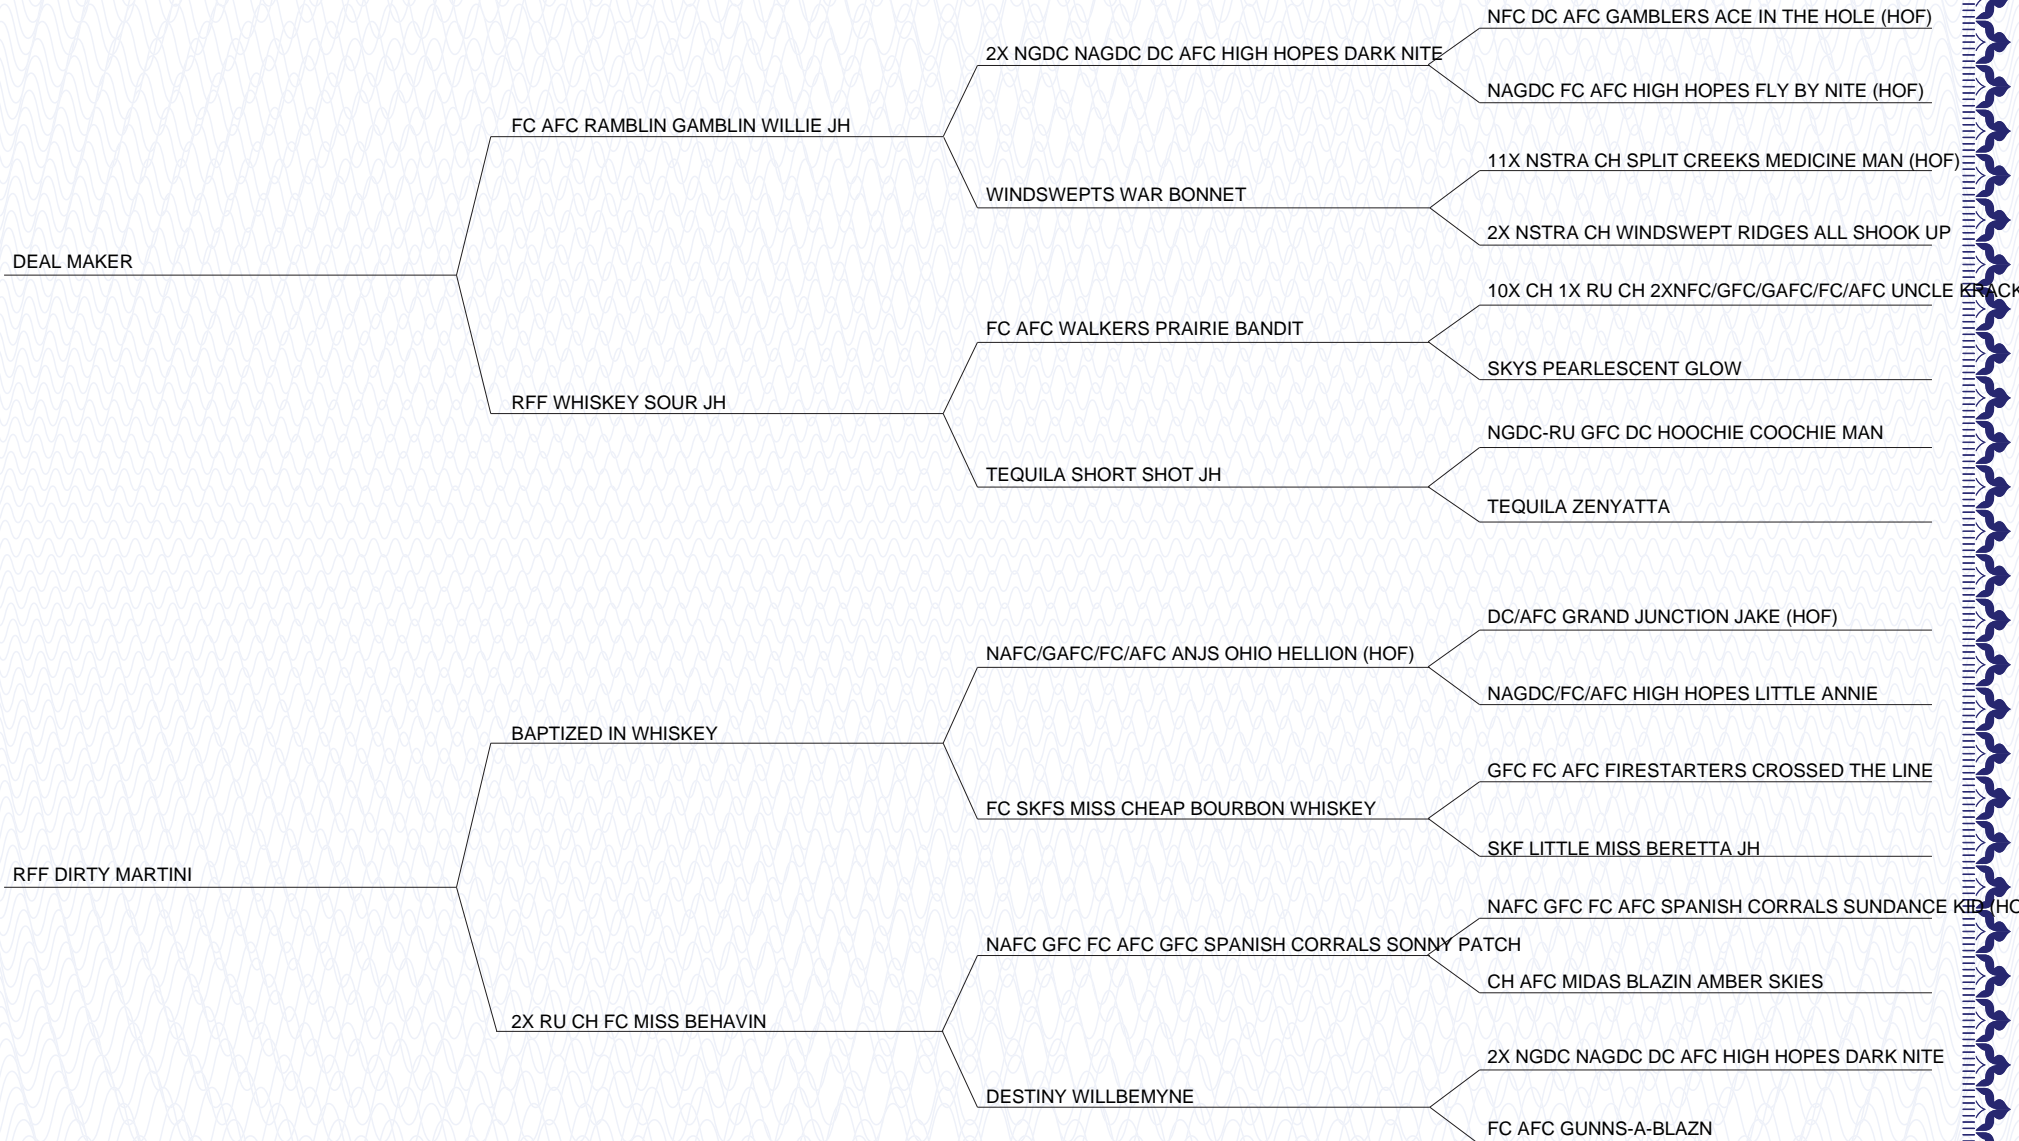 NFC DC AFC GAMBLERS ACE IN THE HOLE (HOF)
2X NGDC NAGDC DC AFC HIGH HOPES DARK NITE
NAGDC FC AFC HIGH HOPES FLY BY NITE (HOF)
FC AFC RAMBLIN GAMBLIN WILLIE JH
11X NSTRA CH SPLIT CREEKS MEDICINE MAN (HOF)
WINDSWEPTS WAR BONNET
2X NSTRA CH WINDSWEPT RIDGES ALL SHOOK UP
DEAL MAKER
10X CH 1X RU CH 2XNFC/GFC/GAFC/FC/AFC UNCLE KRACK
FC AFC WALKERS PRAIRIE BANDIT
SKYS PEARLESCENT GLOW
RFF WHISKEY SOUR JH
NGDC-RU GFC DC HOOCHIE COOCHIE MAN
TEQUILA SHORT SHOT JH
TEQUILA ZENYATTA
DC/AFC GRAND JUNCTION JAKE (HOF)
NAFC/GAFC/FC/AFC ANJS OHIO HELLION (HOF)
NAGDC/FC/AFC HIGH HOPES LITTLE ANNIE
BAPTIZED IN WHISKEY
GFC FC AFC FIRESTARTERS CROSSED THE LINE
FC SKFS MISS CHEAP BOURBON WHISKEY
SKF LITTLE MISS BERETTA JH
RFF DIRTY MARTINI
NAFC GFC FC AFC SPANISH CORRALS SUNDANCE KID (HO
NAFC GFC FC AFC GFC SPANISH CORRALS SONNY PATCH
CH AFC MIDAS BLAZIN AMBER SKIES
2X RU CH FC MISS BEHAVIN
2X NGDC NAGDC DC AFC HIGH HOPES DARK NITE
DESTINY WILLBEMYNE
FC AFC GUNNS-A-BLAZN